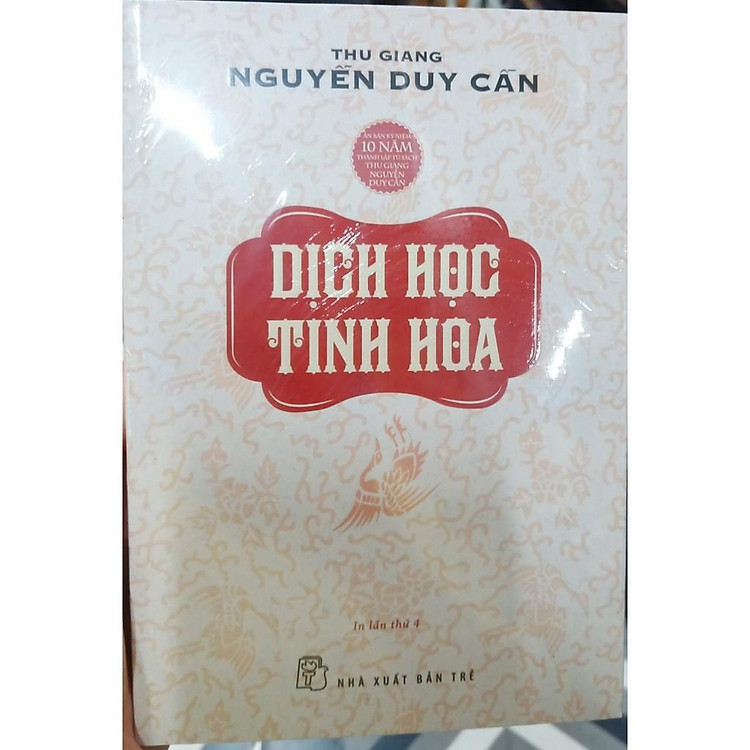 THU GIANG
NGUYỄN DUY CẦN
ẤN BẢN KỶ NIỆM
10 NĂM
THÀNH LẬP TỦ SÁCH
THU GIANG
NGUYỄN
DUY CẦN
DỊCH HỌC
TINH HOA
In lần thứ 4
NHÀ XUẤT BẢN TRẺ